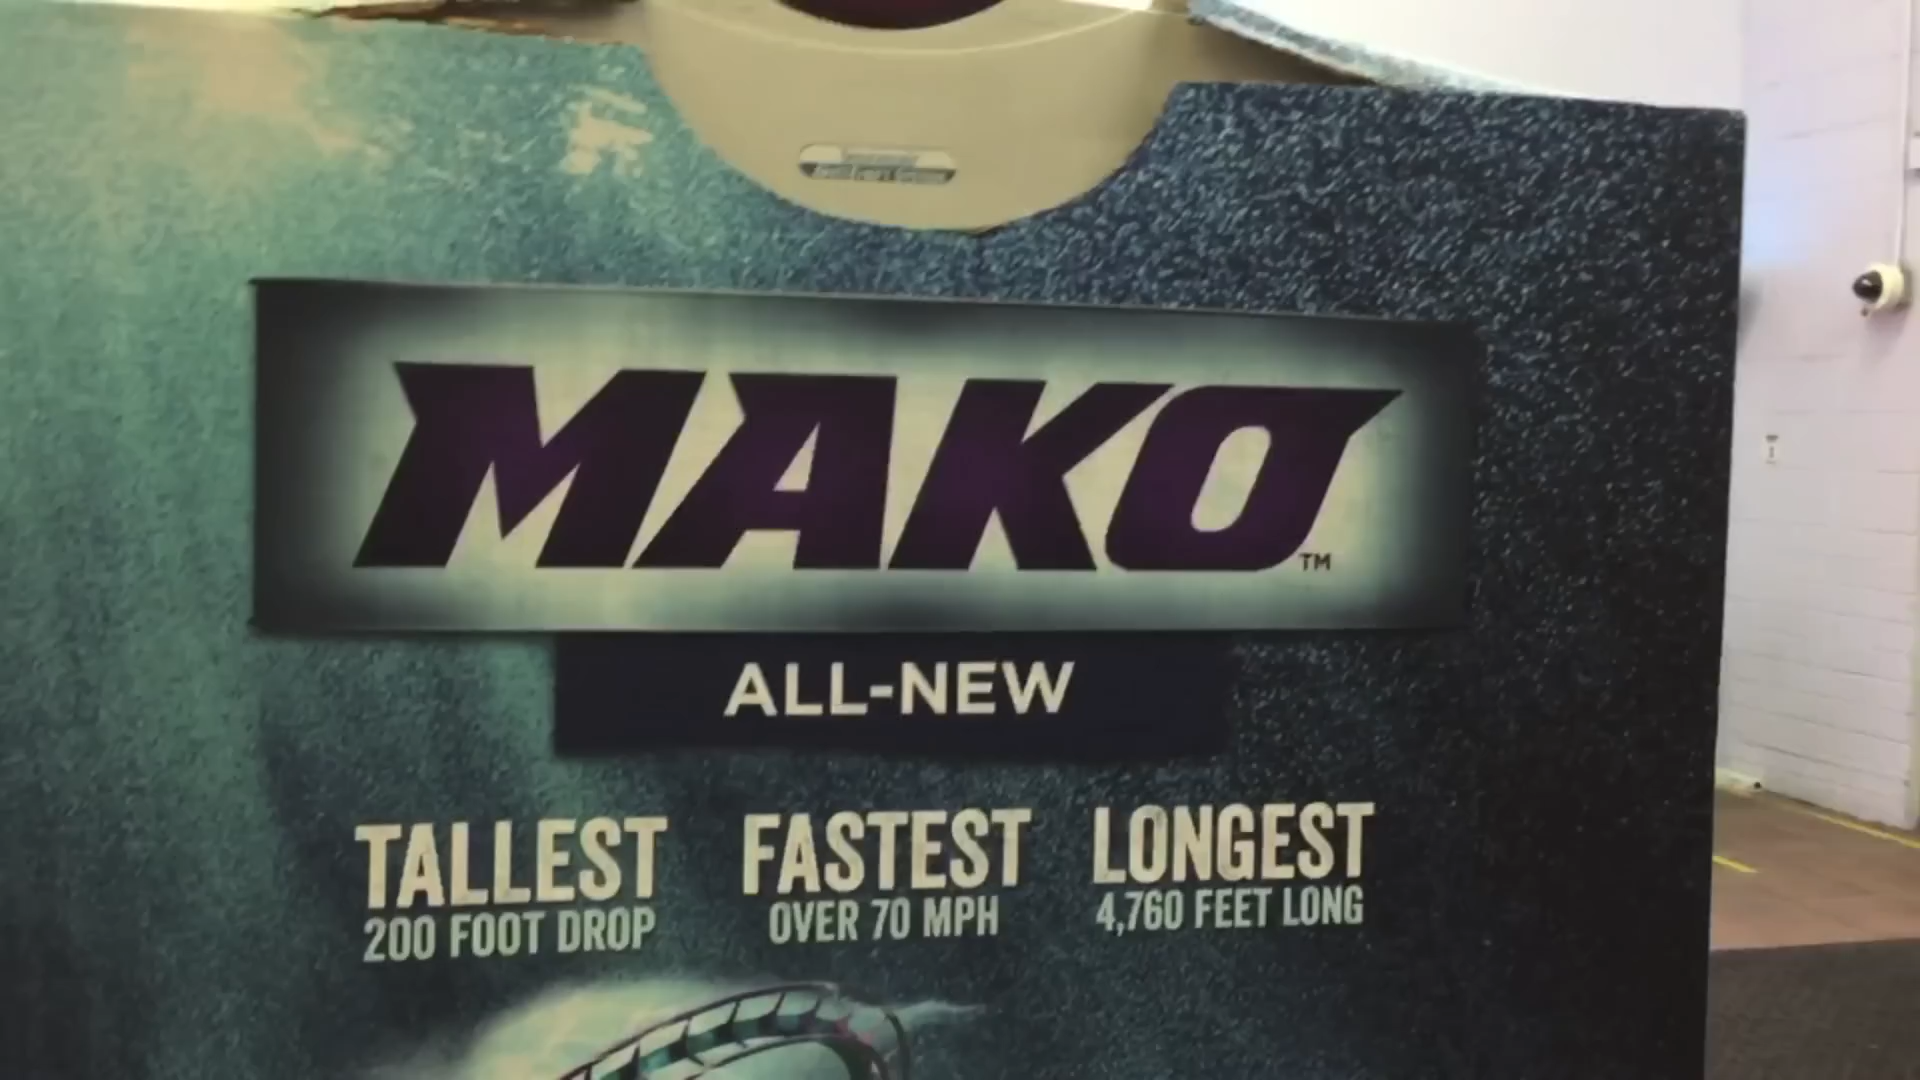 MAKO™
ALL-NEW
TALLEST FASTEST LONGEST
200 FOOT DROP OVER 70 MPH 4,760 FEET LONG